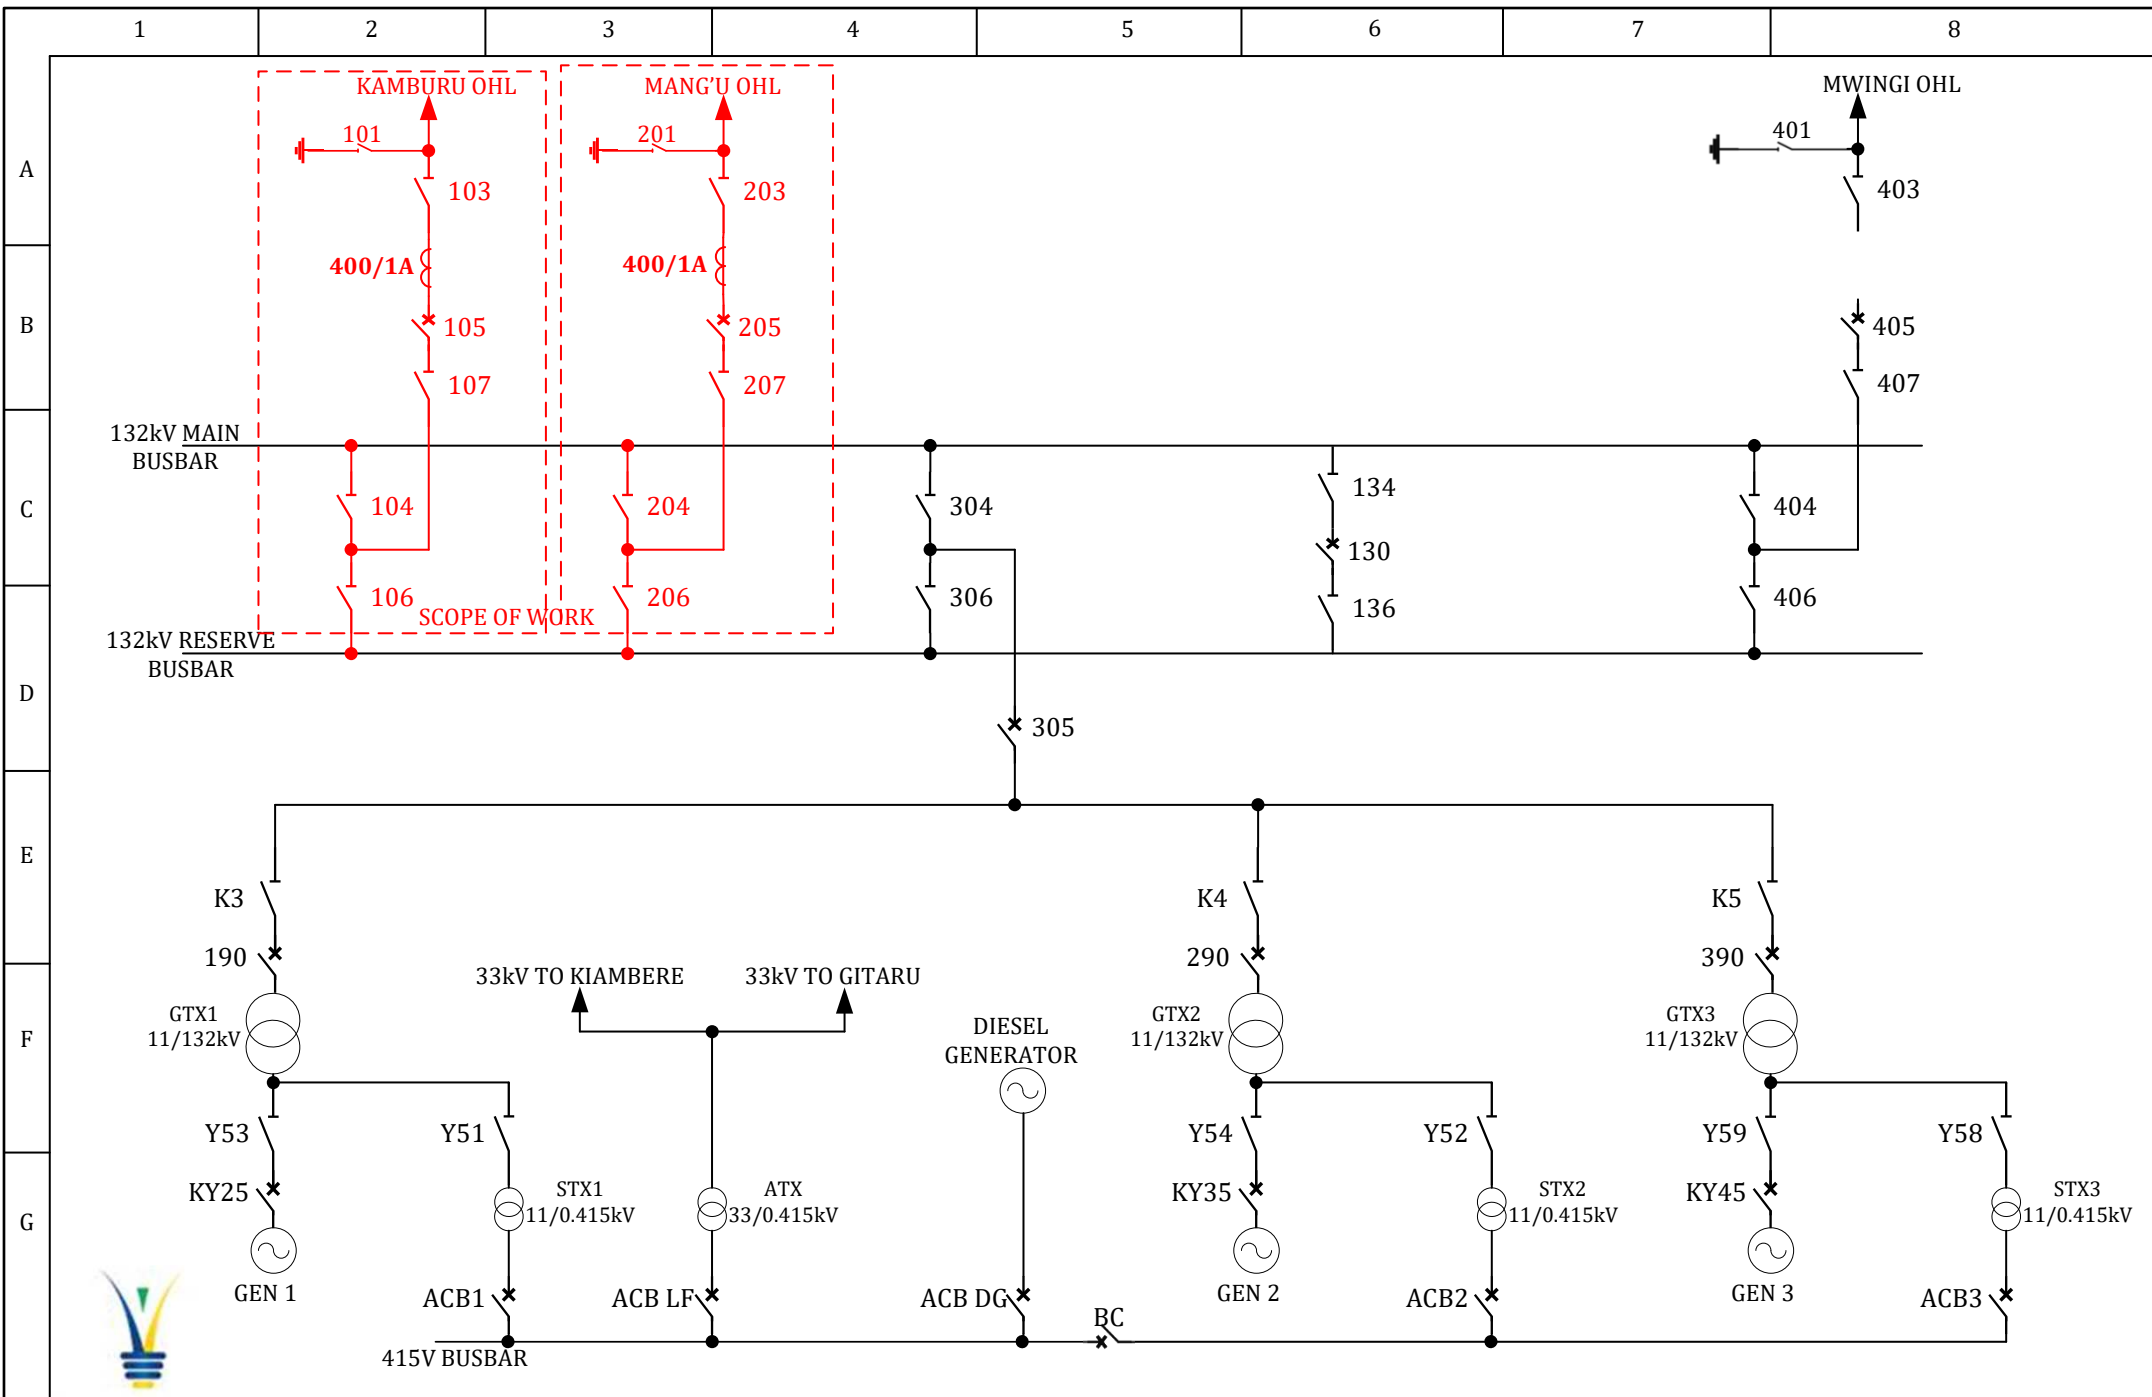 1 2 3 4 5 6 7 8
KAMBURU OHL MANG'U OHL MWINGI OHL
101 201 401
A
103 203 403
400/1A 400/1A
B
105 205 405
107 207 407
132kV MAIN
BUSBAR
134
C
104 204 304 404
130
106 206 306 136 406
SCOPE OF WORK
132kV RESERVE
BUSBAR
D
305
E
K3 K4 K5
190 290 390
33kV TO KIAMBERE 33kV TO GITARU
GTX1
11/132kV
DIESEL
GENERATOR
GTX2
11/132kV
GTX3
11/132kV
F
Y53 Y51 Y54 Y52 Y59 Y58
KY25 KY35 KY45
STX1
11/0.415kV
ATX
33/0.415kV
STX2
11/0.415kV
STX3
11/0.415kV
G
GEN 1 GEN 2 GEN 3
ACB1 ACB LF ACB DG ACB2 ACB3
BC
415V BUSBAR